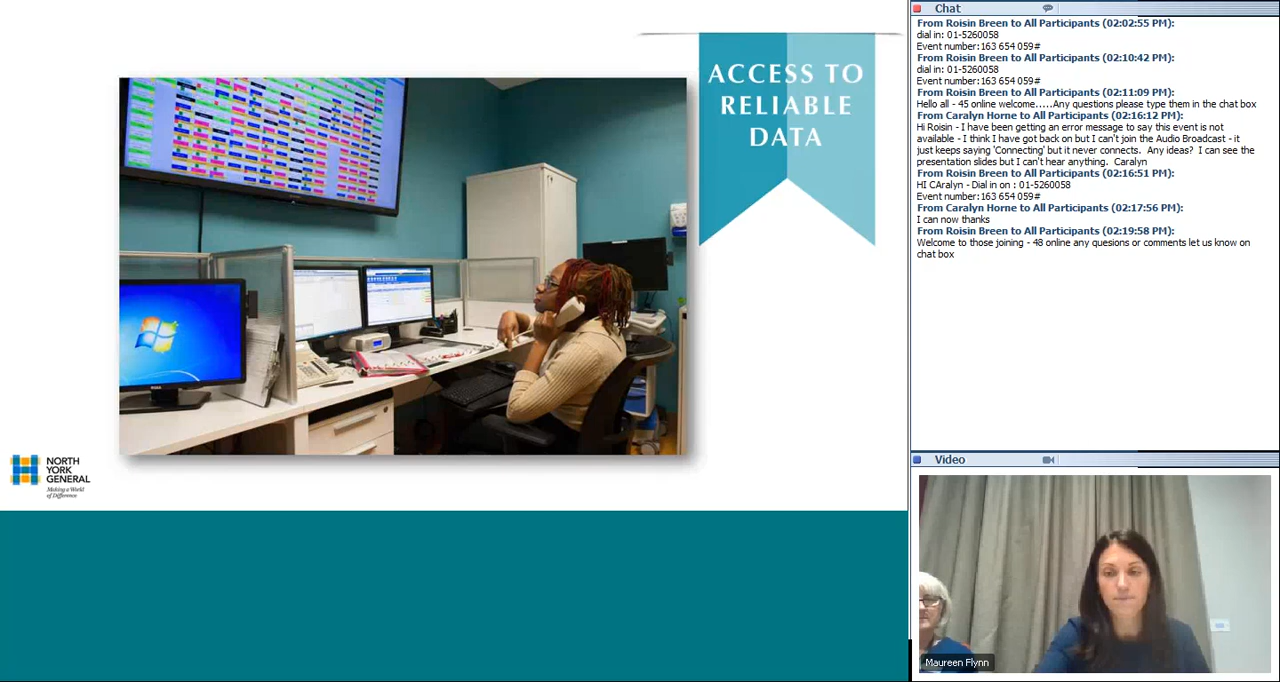 ACCESS TO
RELIABLE
DATA
NORTH
YORK
GENERAL
Making a World
of Difference
Chat
From Roisin Breen to All Participants (02:02:55 PM):
dial in: 01-5260058
Event number:163 654 059#
From Roisin Breen to All Participants (02:10:42 PM):
dial in: 01-5260058
Event number:163 654 059#
From Roisin Breen to All Participants (02:11:09 PM):
Hello all - 45 online welcome.....Any questions please type them in the chat box
From Caralyn Horne to All Participants (02:16:12 PM):
Hi Roisin - I have been getting an error message to say this event is not
available - I think I have got back on but I can't join the Audio Broadcast - it
just keeps saying 'Connecting' but it never connects.  Any ideas?  I can see the
presentation slides but I can't hear anything.  Caralyn
From Roisin Breen to All Participants (02:16:51 PM):
HI CAralyn - Dial in on : 01-5260058
Event number:163 654 059#
From Caralyn Horne to All Participants (02:17:56 PM):
I can now thanks
From Roisin Breen to All Participants (02:19:58 PM):
Welcome to those joining - 48 online any quesions or comments let us know on
chat box
Video
Maureen Flynn